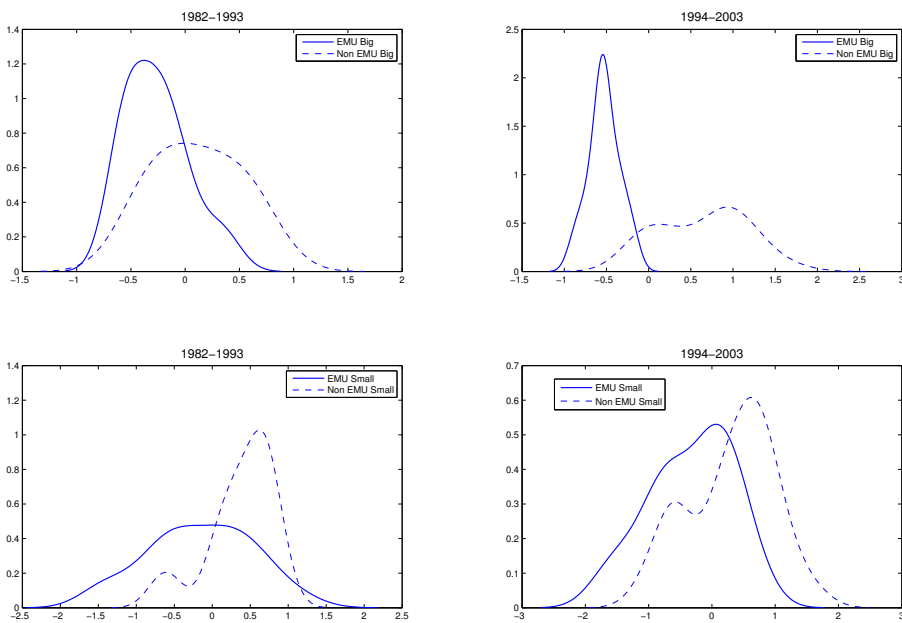 1982−1993
EMU Big
Non EMU Big
1.4
1.2
1
0.8
0.6
0.4
0.2
0
−1.5 −1 −0.5 0 0.5 1 1.5 2
1994−2003
EMU Big
Non EMU Big
2.5
2
1.5
1
0.5
0
−1.5 −1 −0.5 0 0.5 1 1.5 2 2.5 3
1982−1993
EMU Small
Non EMU Small
1.4
1.2
1
0.8
0.6
0.4
0.2
0
−2.5 −2 −1.5 −1 −0.5 0 0.5 1 1.5 2 2.5
1994−2003
EMU Small
Non EMU Small
0.7
0.6
0.5
0.4
0.3
0.2
0.1
0
−3 −2 −1 0 1 2 3